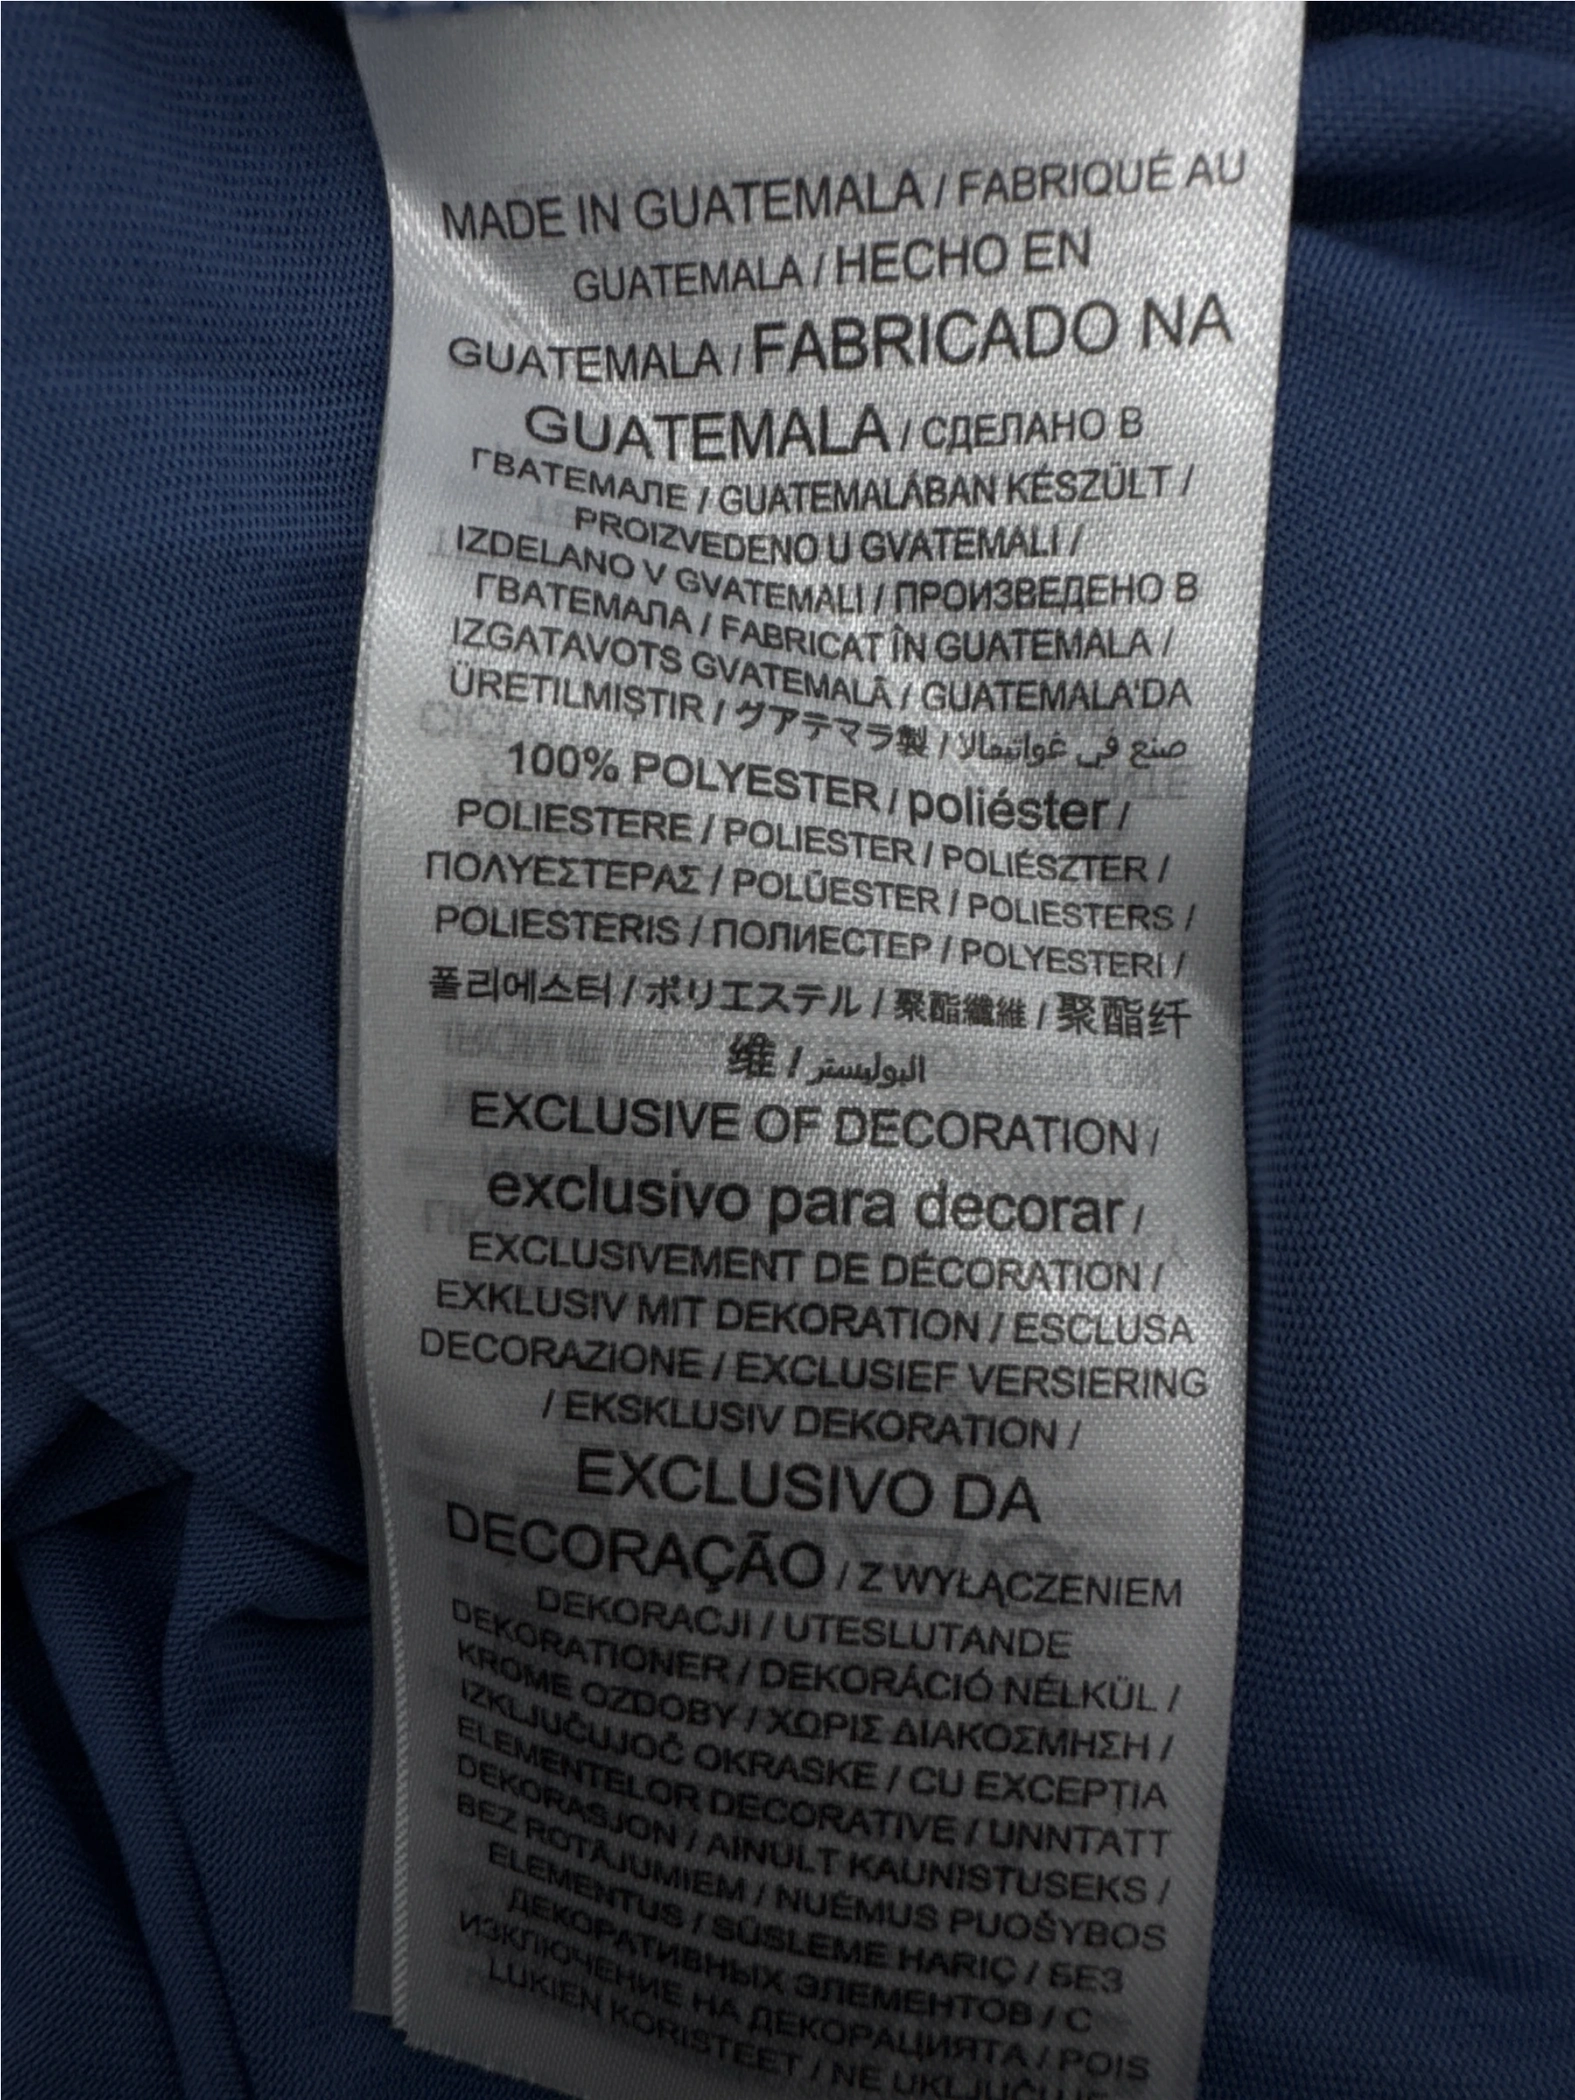 MADE IN GUATEMALA / FABRIQUÉ AU
GUATEMALA / HECHO EN
GUATEMALA / FABRICADO NA
GUATEMALA / СДЕЛАНО В
ГВАТЕМАЛЕ / GUATEMALÁBAN KÉSZÜLT /
PROIZVEDENO U GVATEMALI /
IZDELANO V GVATEMALI / ПРОИЗВЕДЕНО В
ГВАТЕМАЛА / FABRICAT ÎN GUATEMALA /
IZGATAVOTS GVATEMALĀ / GUATEMALA'DA
ÜRETILMIŞTIR / グアテマラ製 / صنع في غواتيمالا
100% POLYESTER / poliéster /
POLIESTERE / POLIESTER / POLIÉSZTER /
ΠΟΛΥΕΣΤΕΡΑΣ / POLÜESTER / POLIESTERS /
POLIESTERIS / ПОЛИЕСТЕР / POLYESTERI /
폴리에스터 / ポリエステル / 聚酯纖維 / 聚酯纤
维 / البوليستر
EXCLUSIVE OF DECORATION /
exclusivo para decorar /
EXCLUSIVEMENT DE DÉCORATION /
EXKLUSIV MIT DEKORATION / ESCLUSA
DECORAZIONE / EXCLUSIEF VERSIERING
/ EKSKLUSIV DEKORATION /
EXCLUSIVO DA
DECORAÇÃO / Z WYŁĄCZENIEM
DEKORACJI / UTESLUTANDE
DEKORATIONER / DEKORÁCIÓ NÉLKÜL /
KROME OZDOBY / ΧΩΡΙΣ ΔΙΑΚΟΣΜΗΣΗ /
IZKLJUČUJOČ OKRASKE / CU EXCEPȚIA
ELEMENTELOR DECORATIVE / UNNTATT
DEKORASJON / AINULT KAUNISTUSEKS /
BEZ ROTĀJUMIEM / NUĖMUS PUOŠYBOS
ELEMENTUS / SÜSLEME HARIÇ / БЕЗ
ДЕКОРАТИВНЫХ ЭЛЕМЕНТОВ / С
ИЗКЛЮЧЕНИЕ НА ДЕКОРАЦИЯТА / POIS
LUKIEN KORISTEET / NE UKLJUČUJE